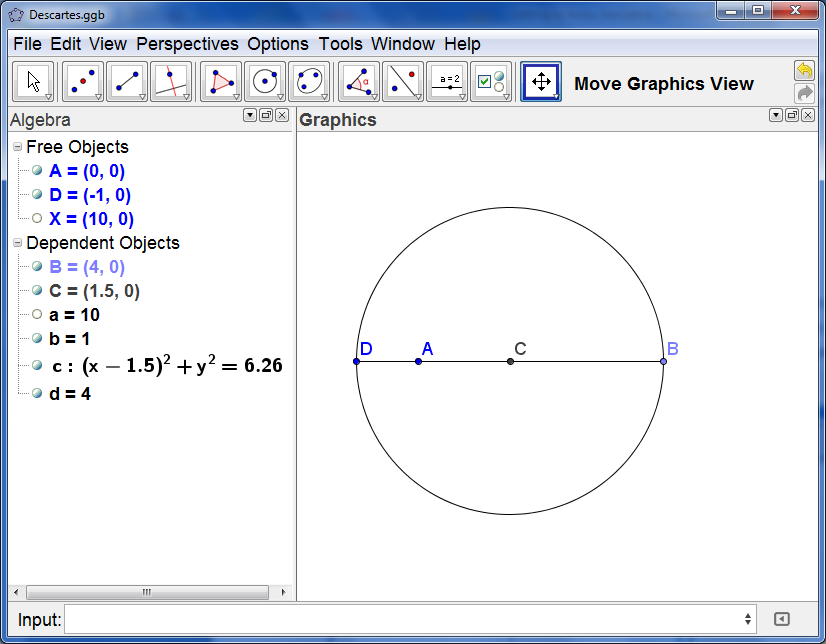 Descartes.ggb
File Edit View Perspectives Options Tools Window Help
a=2
α
Move Graphics View
Algebra
Graphics
Free Objects
A = (0, 0)
D = (-1, 0)
X = (10, 0)
Dependent Objects
B = (4, 0)
C = (1.5, 0)
a = 10
b = 1
c : (x − 1.5)² + y² = 6.26
d = 4
D A C B
Input: